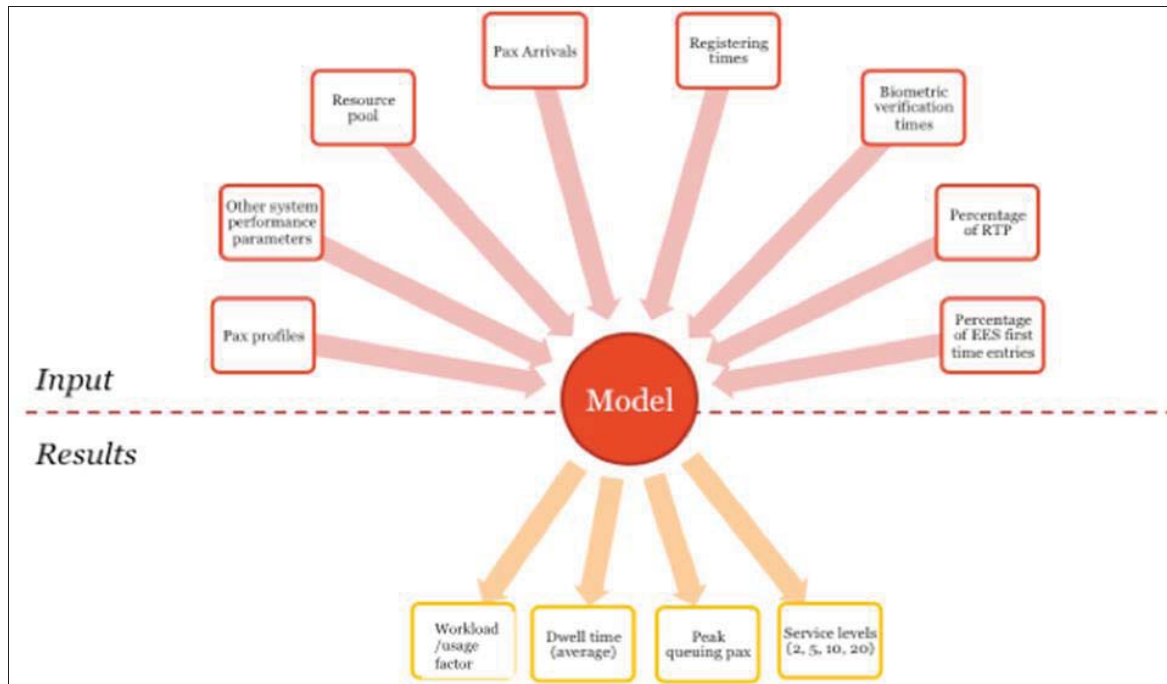 Pax Arrivals
Registering
times
Resource
pool
Biometric
verification
times
Other system
performance
parameters
Percentage
of RTP
Pax profiles
Percentage
of EES first
time entries
Input
Model
Results
Workload
/usage
factor
Dwell time
(average)
Peak
queuing pax
Service levels
(2, 5, 10, 20)